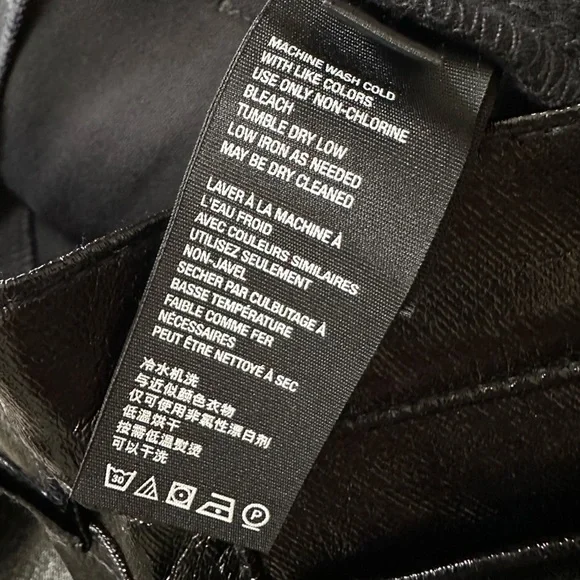 MACHINE WASH COLD
WITH LIKE COLORS
USE ONLY NON-CHLORINE
BLEACH
TUMBLE DRY LOW
LOW IRON AS NEEDED
MAY BE DRY CLEANED
LAVER À LA MACHINE À
L'EAU FROID
AVEC COULEURS SIMILAIRES
UTILISEZ SEULEMENT
NON-JAVEL
SECHER PAR CULBUTAGE À
BASSE TEMPÉRATURE
FAIBLE COMME FER
NÉCESSAIRES
PEUT ÊTRE NETTOYÉ À SEC
冷水机洗
与近似颜色衣物
仅可使用非氯性漂白剂
低温烘干
按需低温熨烫
可以干洗
30 P